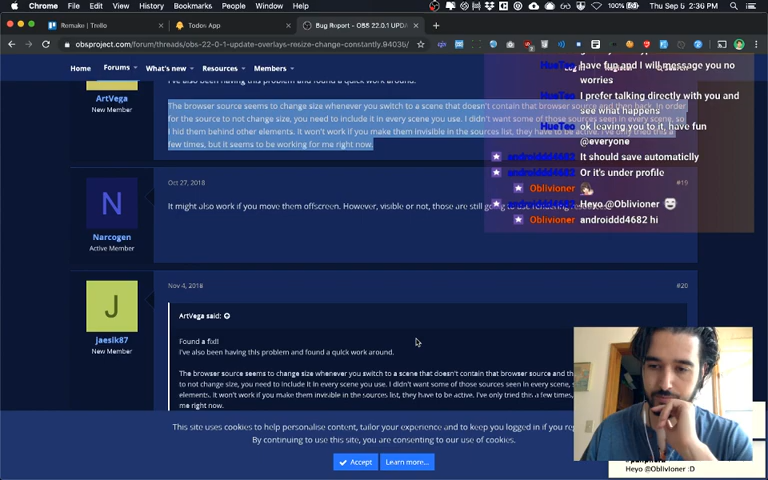 Chrome File Edit View History Bookmarks People Window Help 100% Thu Sep 5 2:36 PM
Remake | Trello
Todov App
Bug Report - OBS 22.0.1 UPDA
obsproject.com/forum/threads/obs-22-0-1-update-overlays-resize-change-constantly.94035/
Home Forums What's new Resources Members
I've also been having this problem and found a quick work around.
ArtVega
New Member
The browser source seems to change size whenever you switch to a scene that doesn't contain that browser source and then back. In order
for the source to not change size, you need to include it in every scene you use. I didn't want some of those sources seen in every scene, so
I hid them behind other elements. It won't work if you make them invisible in the sources list, they have to be active. I've only tried this a
few times, but it seems to be working for me right now.
HueTeo have fun and I will message you no
worries
HueTeo I prefer talking directly with you and
see what happens
HueTeo ok leaving you to it, have fun
@everyone
androidd4682 It should save automaticlly
androidd4682 Or it's under profile
Oblivioner
androidd4682 Heyo @Oblivioner
Oblivioner androidd4682 hi
Oct 27, 2018
#19
N
Narcogen
Active Member
It might also work if you move them offscreen. However, visible or not, those are still going to
Nov 4, 2018
#20
J
jaesik87
New Member
ArtVega said:
Found a fix!!
I've also been having this problem and found a quick work around.
The browser source seems to change size whenever you switch to a scene that doesn't contain that browser source and th
to not change size, you need to include it in every scene you use. I didn't want some of those sources seen in every scene,
elements. It won't work if you make them invisible in the sources list, they have to be active. I've only tried this a few times,
me right now.
This site uses cookies to help personalise content, tailor your experience and to keep you logged in if you reg
By continuing to use this site, you are consenting to our use of cookies.
Accept
Learn more...
Heyo @Oblivioner :D